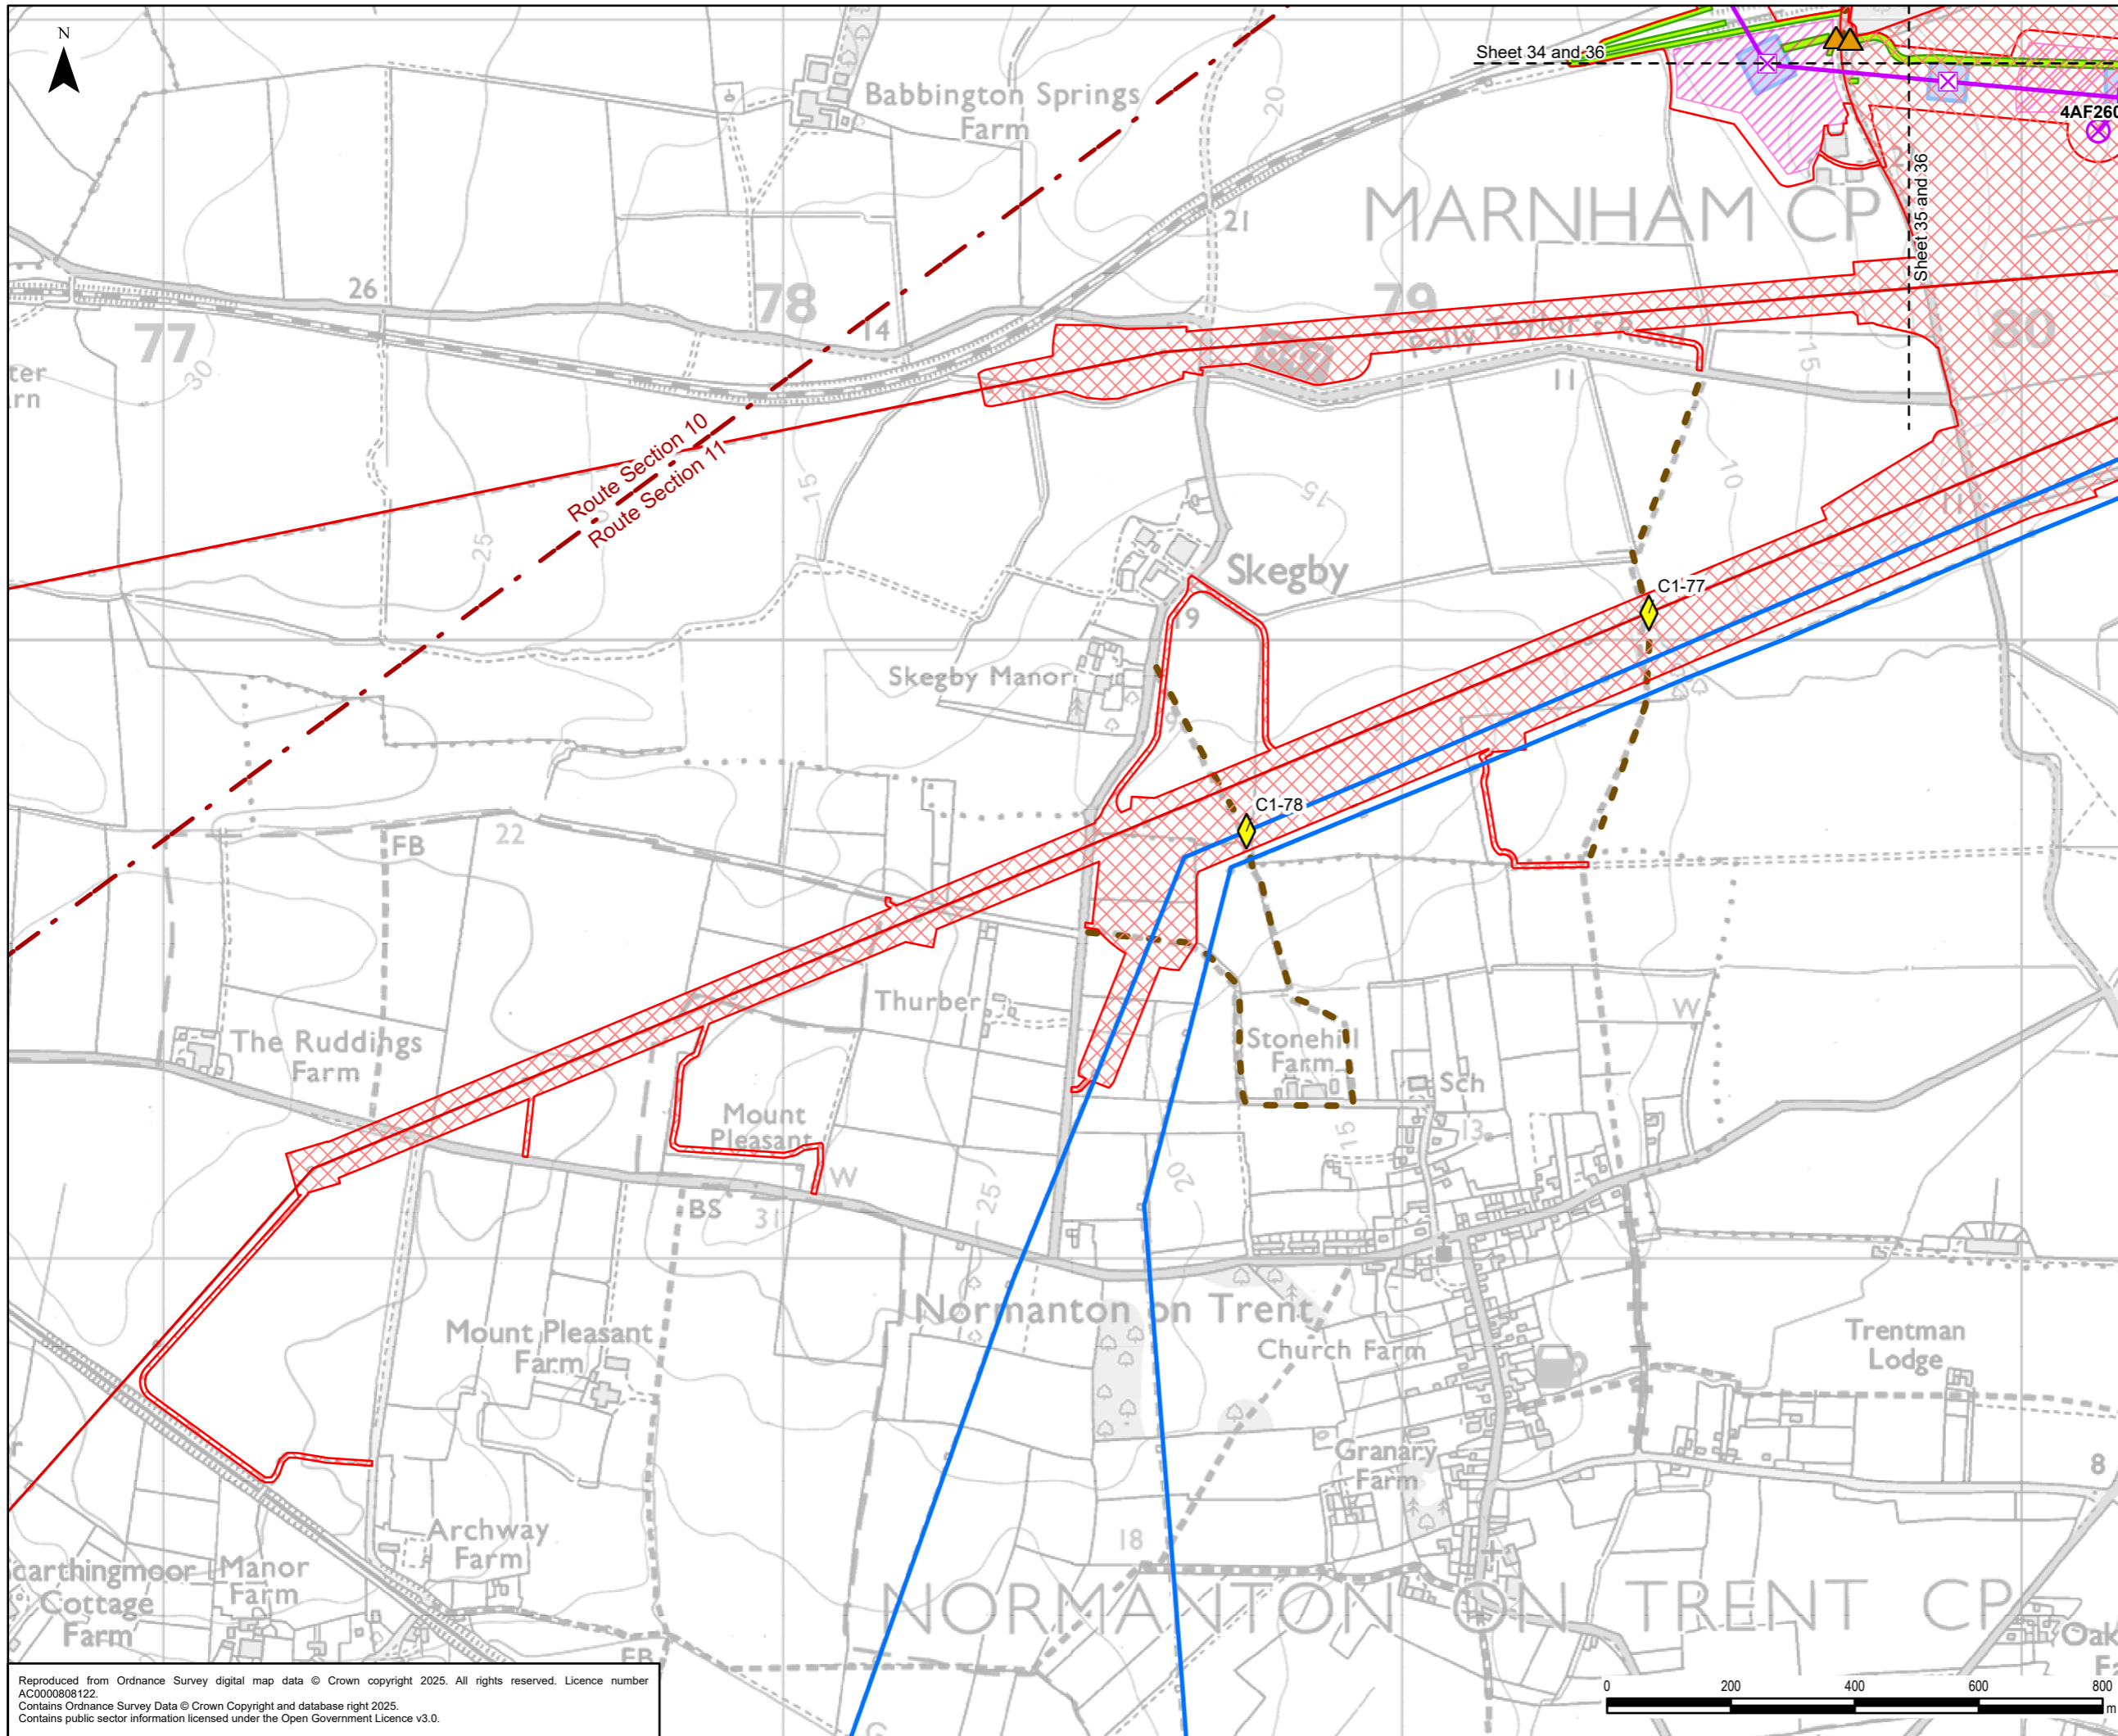 N
Sheet 34 and 36
Babbington Springs
Farm
20
4AF260
MARNHAM CP
Sheet 35 and 36
21
26
78
79
80
14
77
Polly Taylor's Road
15
30
11
Route Section 10
Route Section 11
25
15
15
10
11
Skegby
C1-77
19
Skegby Manor
C1-78
22
FB
Thurber
W
The Ruddings
Farm
Stonehill
Farm
Sch
Mount
Pleasant
15
13
W
20
25
BS
31
Normanton on Trent
Mount Pleasant
Farm
Church Farm
Trentman
Lodge
Granary
Farm
8
Archway
Farm
18
carthingmoor
Cottage
Farm
Manor
Farm
NORMANTON ON TRENT CP
FB
Oak
Reproduced from Ordnance Survey digital map data © Crown copyright 2025. All rights reserved. Licence number
AC0000808122.
Contains Ordnance Survey Data © Crown Copyright and database right 2025.
Contains public sector information licensed under the Open Government Licence v3.0.
0 200 400 600 800
m